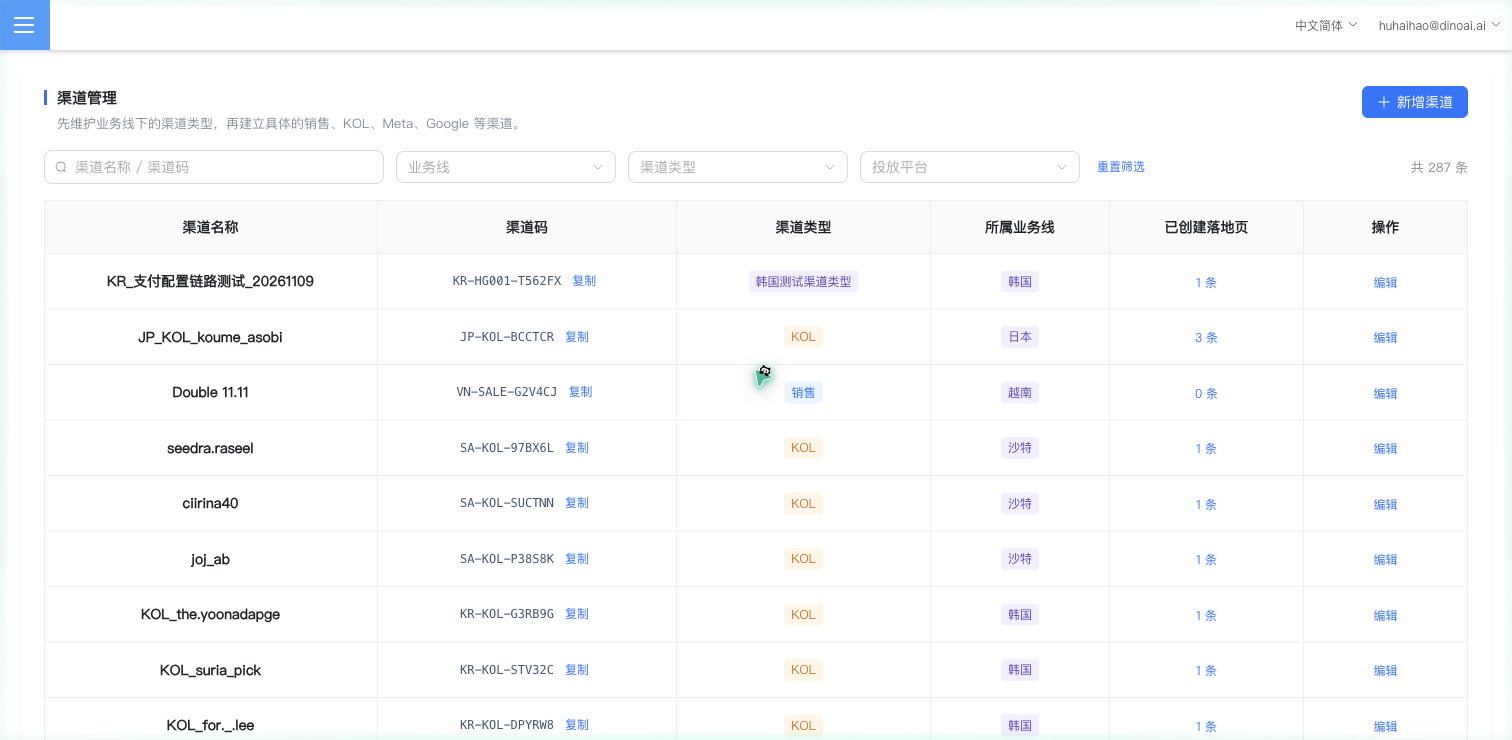 中文简体 huhaihao@dinoai.ai
渠道管理
新增渠道
先维护业务线下的渠道类型，再建立具体的销售、KOL、Meta、Google 等渠道。
渠道名称 / 渠道码 业务线 渠道类型 投放平台 重置筛选 共 287 条
渠道名称 渠道码 渠道类型 所属业务线 已创建落地页 操作
KR_支付配置链路测试_20261109 KR-HG001-T562FX 复制 韩国测试渠道类型 韩国 1 条 编辑
JP_KOL_koume_asobi JP-KOL-BCCTCR 复制 KOL 日本 3 条 编辑
Double 11.11 VN-SALE-G2V4CJ 复制 销售 越南 0 条 编辑
seedra.raseel SA-KOL-97BX6L 复制 KOL 沙特 1 条 编辑
ciirina40 SA-KOL-SUCTNN 复制 KOL 沙特 1 条 编辑
joj_ab SA-KOL-P38S8K 复制 KOL 沙特 1 条 编辑
KOL_the.yoonadapge KR-KOL-G3RB9G 复制 KOL 韩国 1 条 编辑
KOL_suria_pick KR-KOL-STV32C 复制 KOL 韩国 1 条 编辑
KOL_for._.lee KR-KOL-DPYRW8 复制 KOL 韩国 1 条 编辑